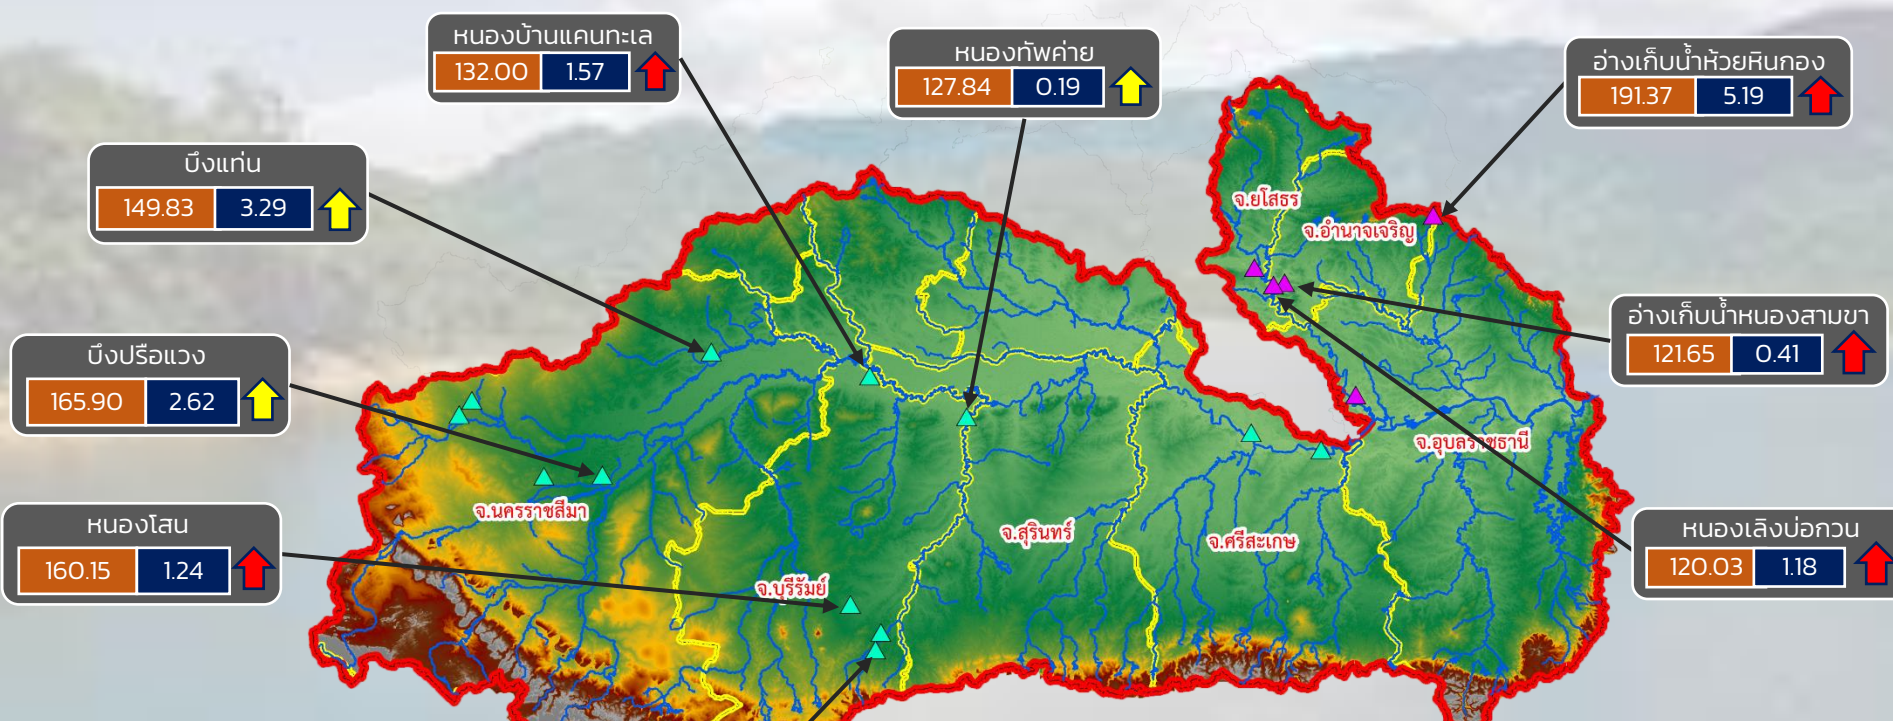 หนองบ้านแคนทะเล
132.00 1.57
หนองทัพค่าย
127.84 0.19
อ่างเก็บน้ำห้วยหินกอง
191.37 5.19
บึงแท่น
149.83 3.29
จ.ยโสธร
จ.อำนาจเจริญ
อ่างเก็บน้ำหนองสามขา
121.65 0.41
บึงปรือแวง
165.90 2.62
จ.อุบลราชธานี
จ.นครราชสีมา
หนองโสน
160.15 1.24
จ.สุรินทร์
จ.ศรีสะเกษ
หนองเลิงบ่อกวน
120.03 1.18
จ.บุรีรัมย์